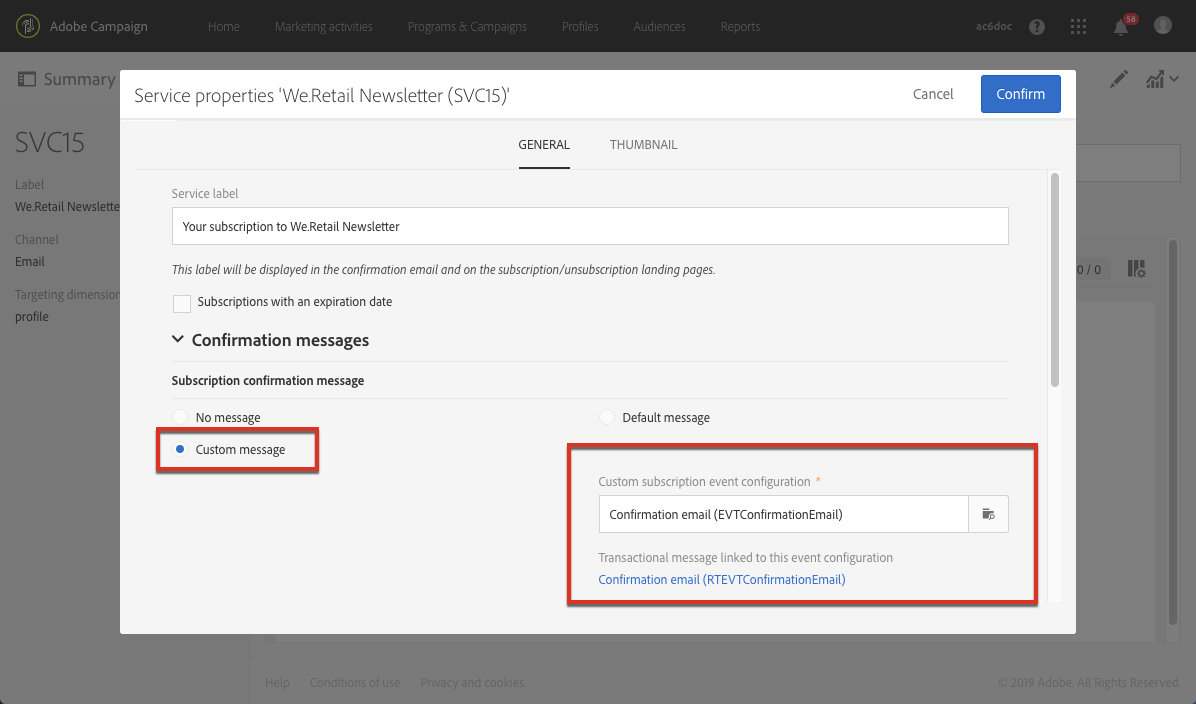 Adobe Campaign Home Marketing activities Programs & Campaigns Profiles Audiences Reports ac6doc ? 58
Summary
Service properties 'We.Retail Newsletter (SVC15)' Cancel Confirm
SVC15
GENERAL THUMBNAIL
Label
We.Retail Newslette
Channel
Email
Targeting dimension
profile
Service label
Your subscription to We.Retail Newsletter
This label will be displayed in the confirmation email and on the subscription/unsubscription landing pages.
0 / 0
Subscriptions with an expiration date
Confirmation messages
Subscription confirmation message
No message Default message
Custom message
Custom subscription event configuration *
Confirmation email (EVTConfirmationEmail)
Transactional message linked to this event configuration
Confirmation email (RTEVTConfirmationEmail)
Help Conditions of use Privacy and cookies © 2019 Adobe. All Rights Reserved.